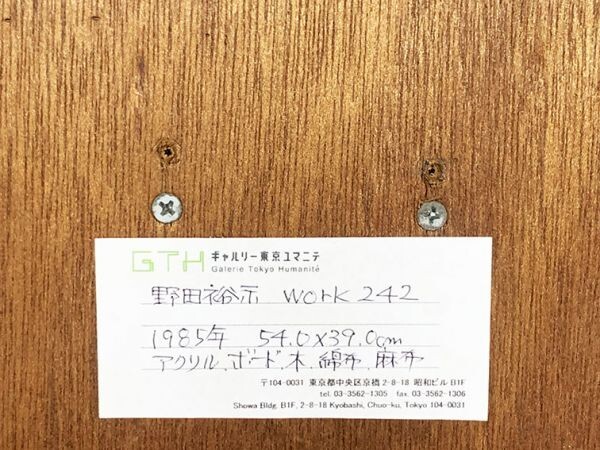 GTH ギャルリー東京ユマニテ
Galerie Tokyo Humanité
野田裕示 work 242
1985年 54.0×39.0cm
アクリル、ボード、木、綿布、麻布
〒104-0031 東京都中央区京橋 2-8-18 昭和ビル B1F
tel. 03-3562-1305 fax. 03-3562-1306
Showa Bldg. B1F, 2-8-18 Kyobashi, Chuo-ku, Tokyo 104-0031